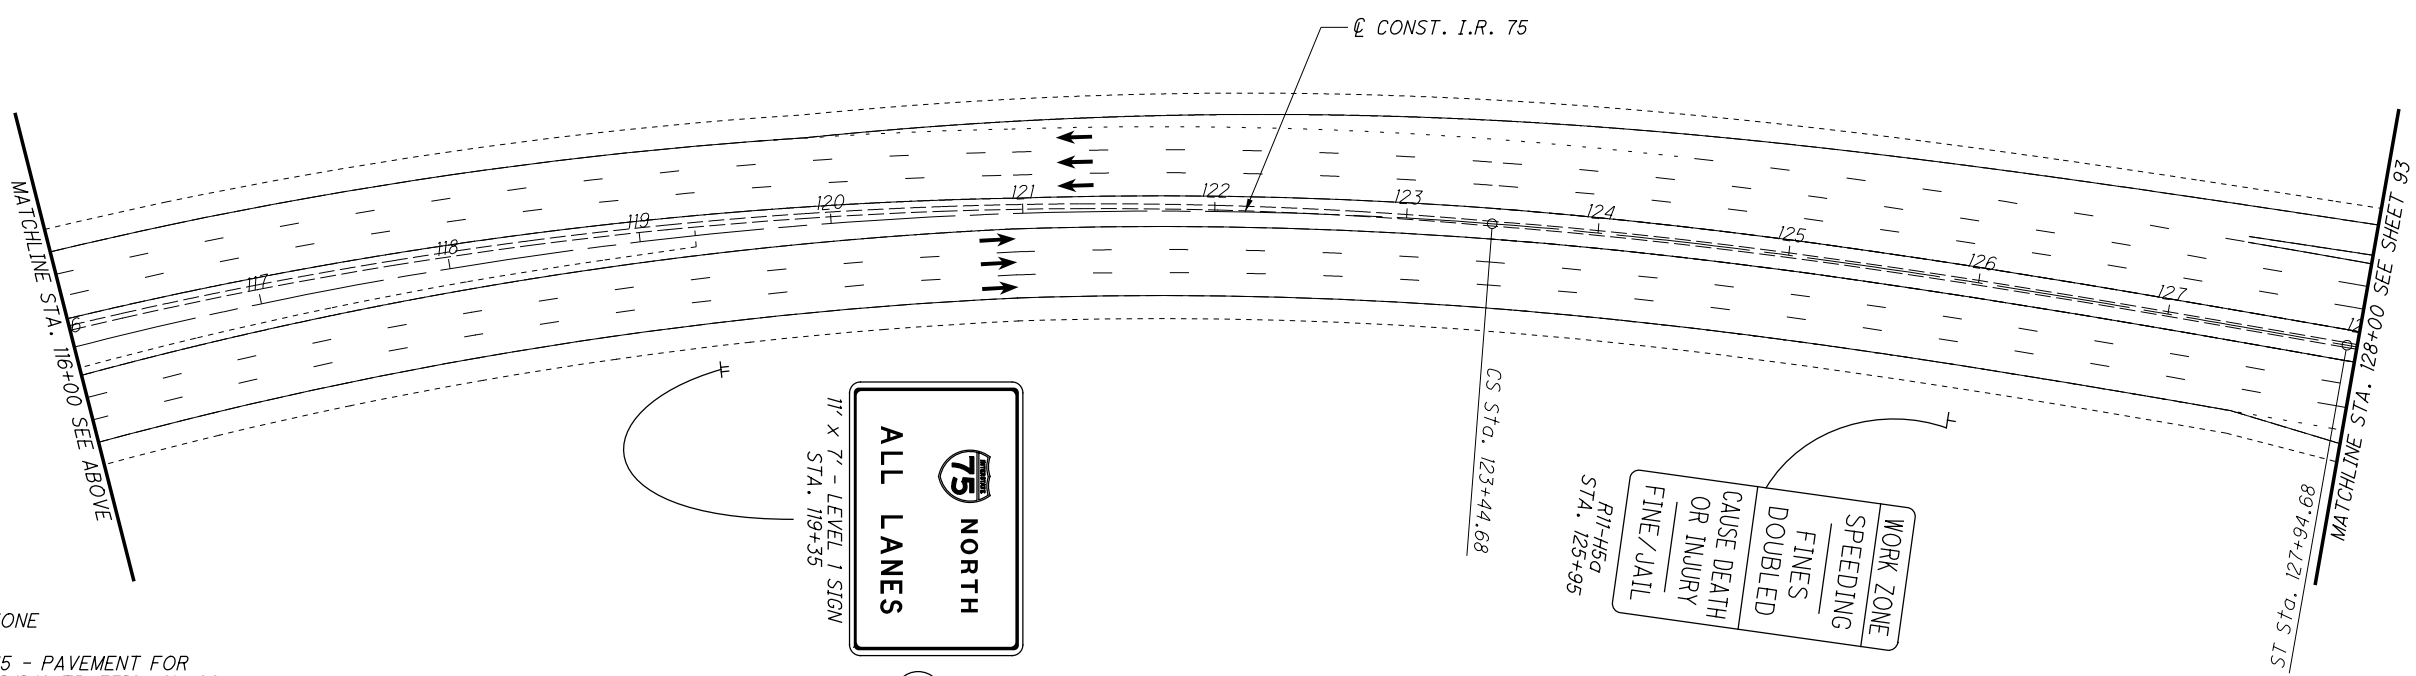 ℄ CONST. I.R. 75
MATCHLINE STA. 116+00 SEE ABOVE
117
118
119
120
121
122
123
124
125
126
127
MATCHLINE STA. 128+00 SEE SHEET 93
CS Sta. 123+44.68
ST Sta. 127+94.68
INTERSTATE
75 NORTH
ALL LANES
11' x 7' - LEVEL 1 SIGN
STA. 119+35
WORK ZONE
SPEEDING
FINES
DOUBLED
CAUSE DEATH
OR INJURY
FINE/JAIL
R11-H5a
STA. 125+95
ONE
5 - PAVEMENT FOR